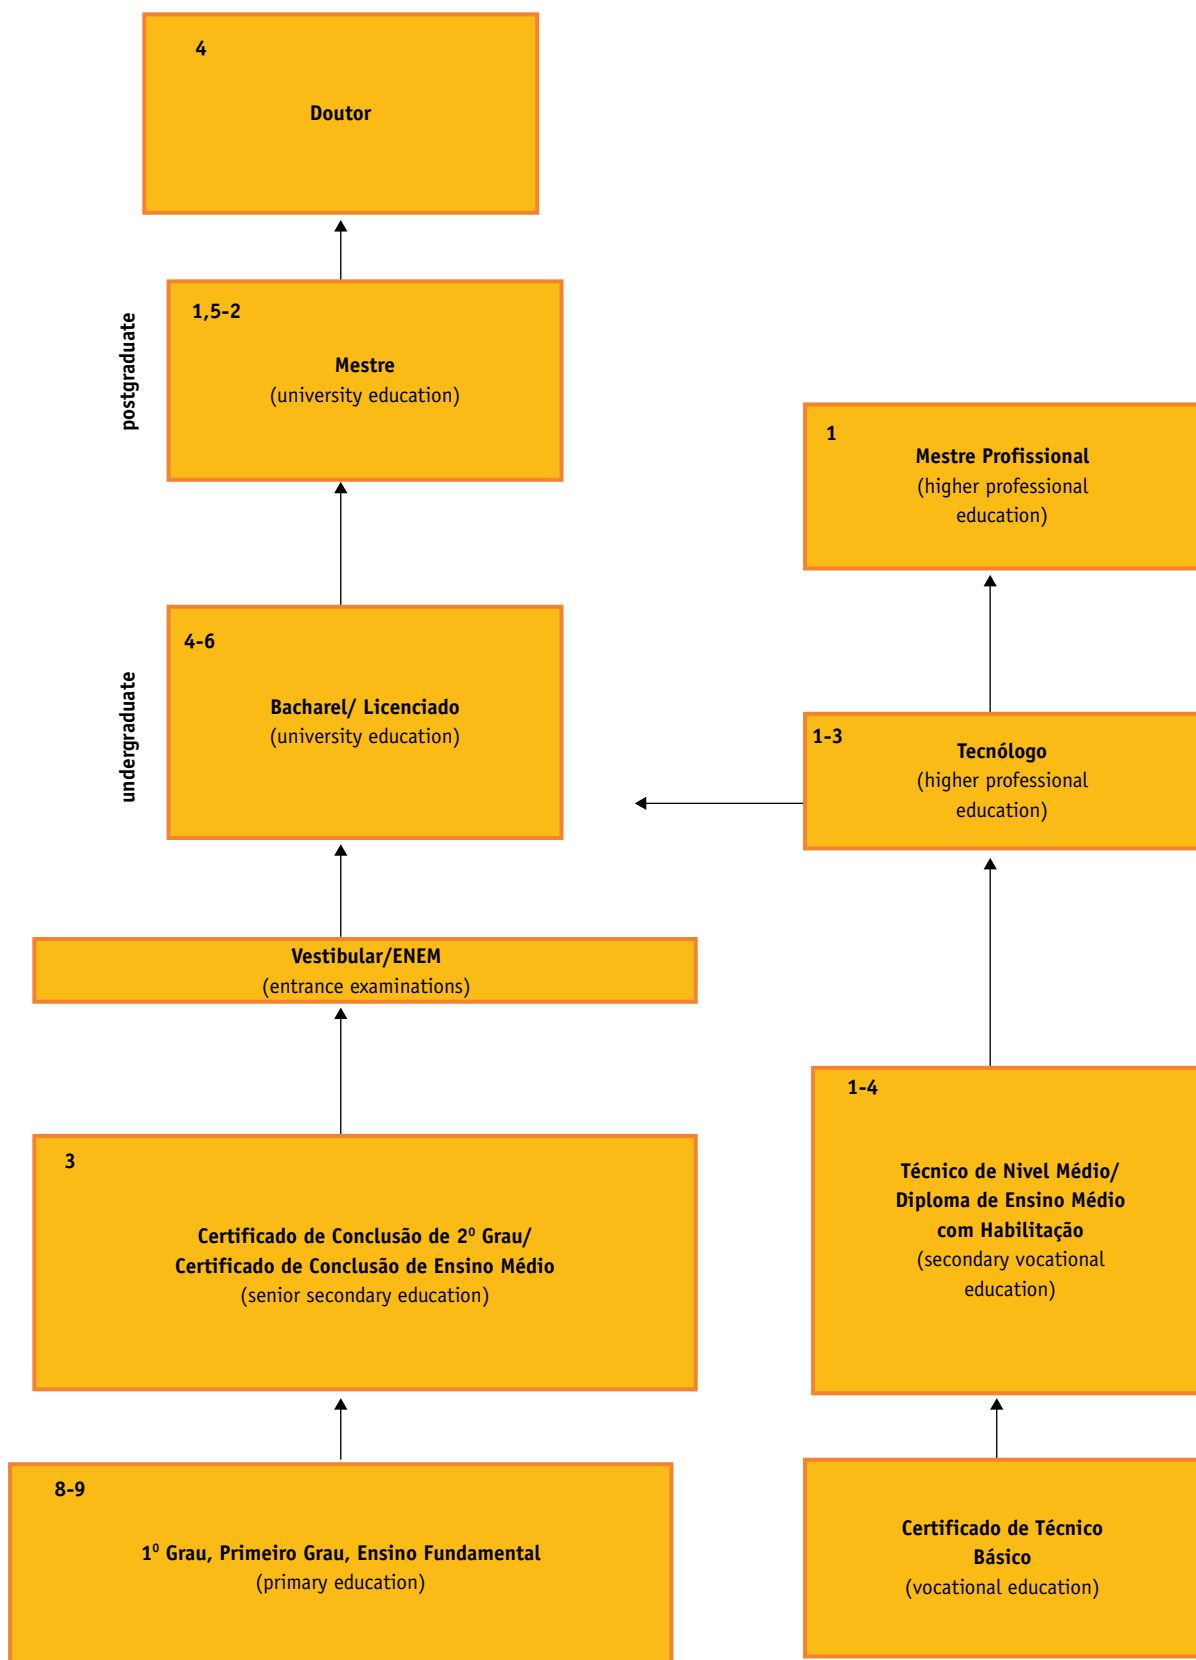 4
Doutor
postgraduate
1,5-2
Mestre
(university education)
1
Mestre Profissional
(higher professional
education)
undergraduate
4-6
Bacharel/ Licenciado
(university education)
1-3
Tecnólogo
(higher professional
education)
Vestibular/ENEM
(entrance examinations)
3
Certificado de Conclusão de 2⁰ Grau/
Certificado de Conclusão de Ensino Médio
(senior secondary education)
1-4
Técnico de Nivel Médio/
Diploma de Ensino Médio
com Habilitação
(secondary vocational
education)
8-9
1⁰ Grau, Primeiro Grau, Ensino Fundamental
(primary education)
Certificado de Técnico
Básico
(vocational education)